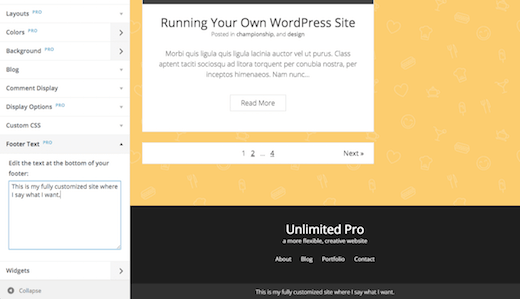 Layouts PRO
Colors PRO
Background PRO
Blog
Comment Display
Display Options PRO
Custom CSS
Footer Text PRO
Edit the text at the bottom of your
footer:
This is my fully customized site where
I say what I want.
Widgets
Collapse
Running Your Own WordPress Site
Posted in championship, and design
Morbi quis ligula quis ligula lacinia auctor vel ut purus. Class
aptent taciti sociosqu ad litora torquent per conubia nostra, per
inceptos himenaeos. Nam nunc...
Read More
1 2 ... 4 Next »
Unlimited Pro
a more flexible, creative website
About Blog Portfolio Contact
This is my fully customized site where I say what I want.